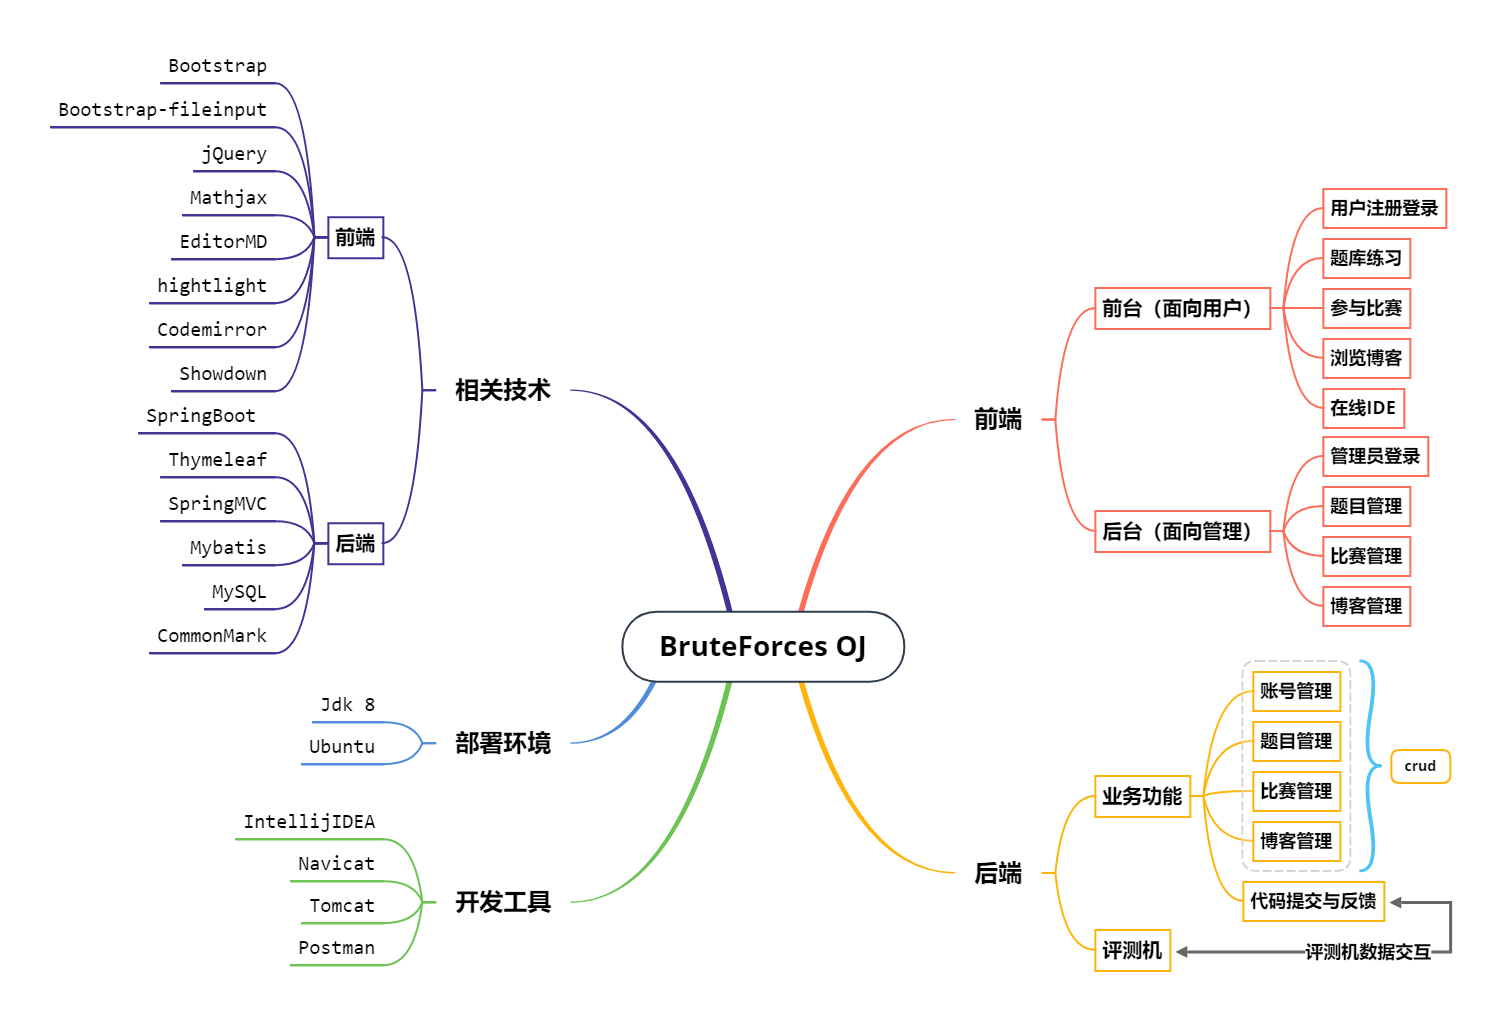 Bootstrap
Bootstrap-fileinput
jQuery
Mathjax
EditorMD
hightlight
Codemirror
Showdown
前端
SpringBoot
Thymeleaf
SpringMVC
Mybatis
MySQL
CommonMark
后端
相关技术
Jdk 8
Ubuntu
部署环境
IntellijIDEA
Navicat
Tomcat
Postman
开发工具
BruteForces OJ
前端
前台（面向用户）
用户注册登录
题库练习
参与比赛
浏览博客
在线IDE
后台（面向管理）
管理员登录
题目管理
比赛管理
博客管理
后端
业务功能
账号管理
题目管理
比赛管理
博客管理
crud
代码提交与反馈
评测机
评测机数据交互